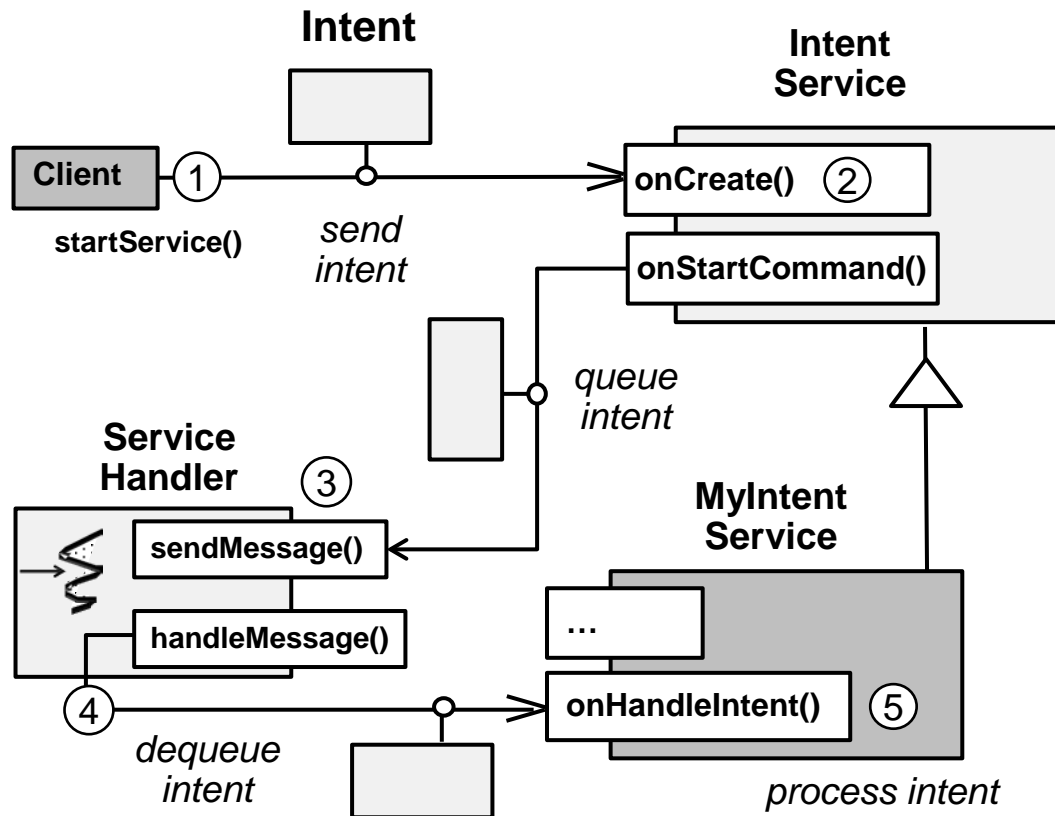 Intent
Intent
Service
Client
1
onCreate()
2
startService()
send
intent
onStartCommand()
queue
intent
Service
Handler
3
MyIntent
Service
sendMessage()
...
handleMessage()
4
onHandleIntent()
5
dequeue
intent
process intent